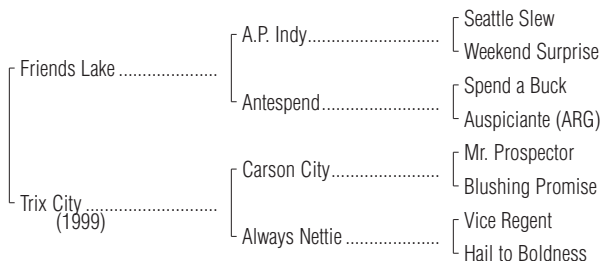 Seattle Slew
A.P. Indy....................................
Weekend Surprise
Friends Lake ......................
Spend a Buck
Antespend.................................
Auspiciante (ARG)
Mr. Prospector
Carson City..............................
Blushing Promise
Trix City .............................
(1999)
Vice Regent
Always Nettie ..........................
Hail to Boldness